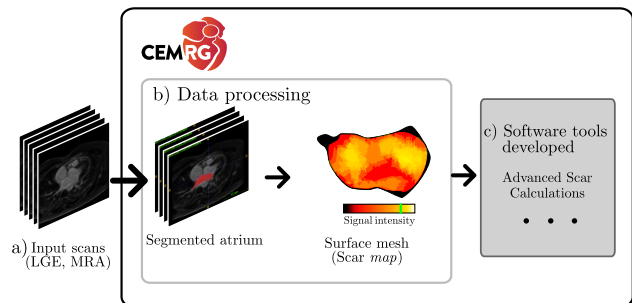 CEMRG
b) Data processing
c) Software tools
developed
Advanced Scar
Calculations
• • •
Signal intensity
a) Input scans
(LGE, MRA)
Segmented atrium
Surface mesh
(Scar map)